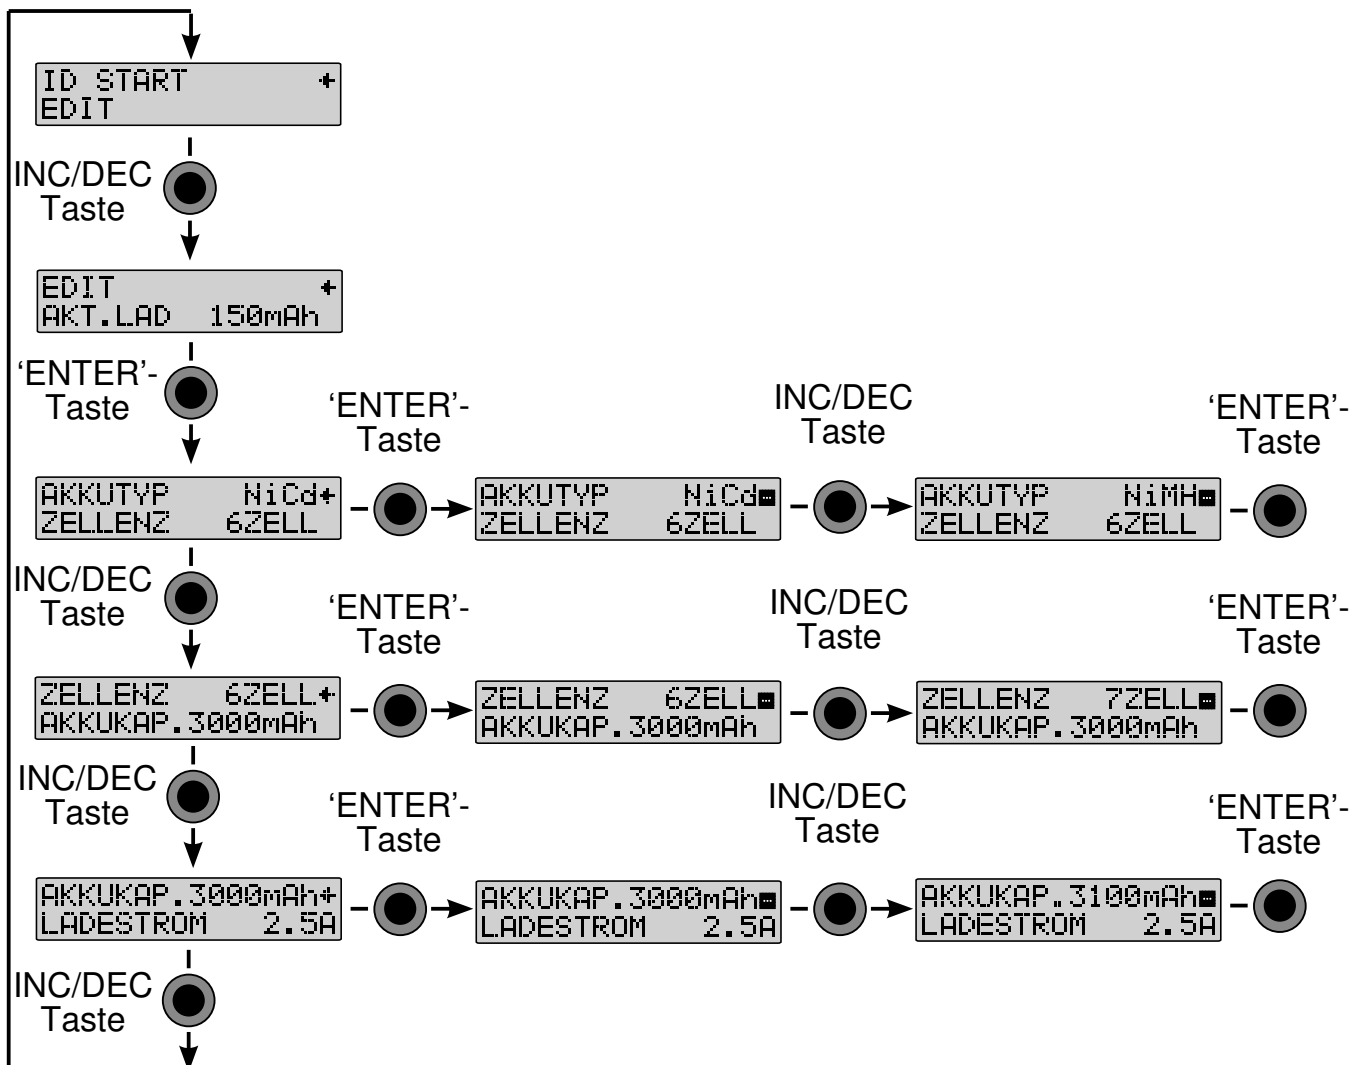 ID START
EDIT
INC/DEC
Taste
EDIT
AKT.LAD 150mAh
‘ENTER’-
Taste
‘ENTER’-
Taste
INC/DEC
Taste
‘ENTER’-
Taste
AKKUTYP NiCd
ZELLENZ 6ZELL
AKKUTYP NiCd
ZELLENZ 6ZELL
AKKUTYP NiMH
ZELLENZ 6ZELL
INC/DEC
Taste
‘ENTER’-
Taste
INC/DEC
Taste
‘ENTER’-
Taste
ZELLENZ 6ZELL
AKKUKAP.3000mAh
ZELLENZ 6ZELL
AKKUKAP.3000mAh
ZELLENZ 7ZELL
AKKUKAP.3000mAh
INC/DEC
Taste
‘ENTER’-
Taste
INC/DEC
Taste
‘ENTER’-
Taste
AKKUKAP.3000mAh
LADESTROM 2.5A
AKKUKAP.3000mAh
LADESTROM 2.5A
AKKUKAP.3100mAh
LADESTROM 2.5A
INC/DEC
Taste